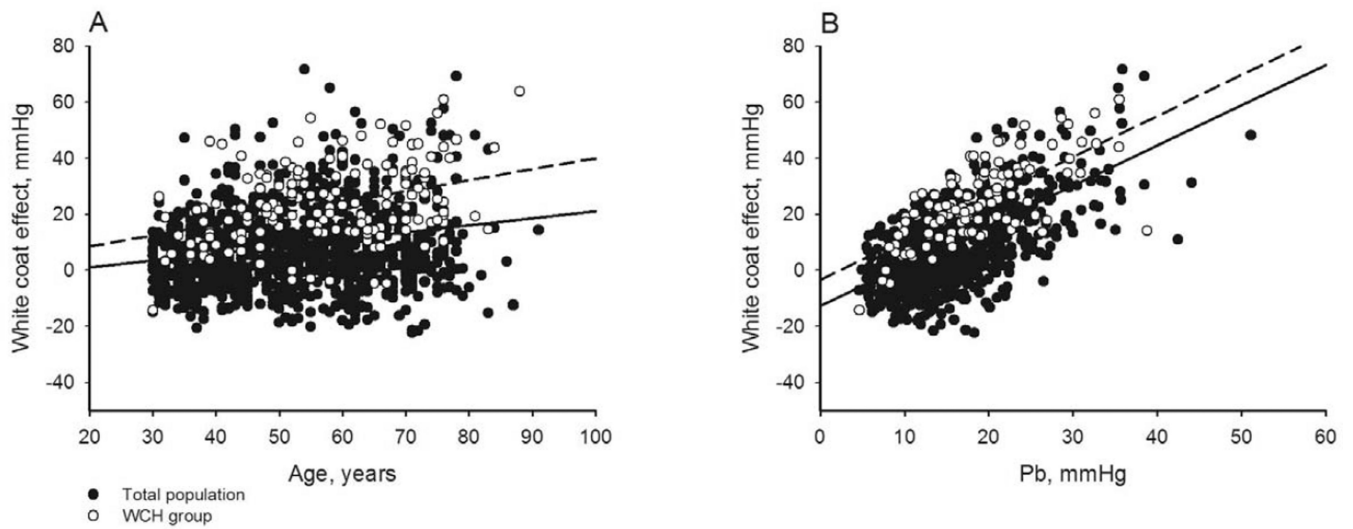 A
White coat effect, mmHg
80
60
40
20
0
-20
-40
20 30 40 50 60 70 80 90 100
Age, years
Total population
WCH group
B
White coat effect, mmHg
80
60
40
20
0
-20
-40
0 10 20 30 40 50 60
Pb, mmHg